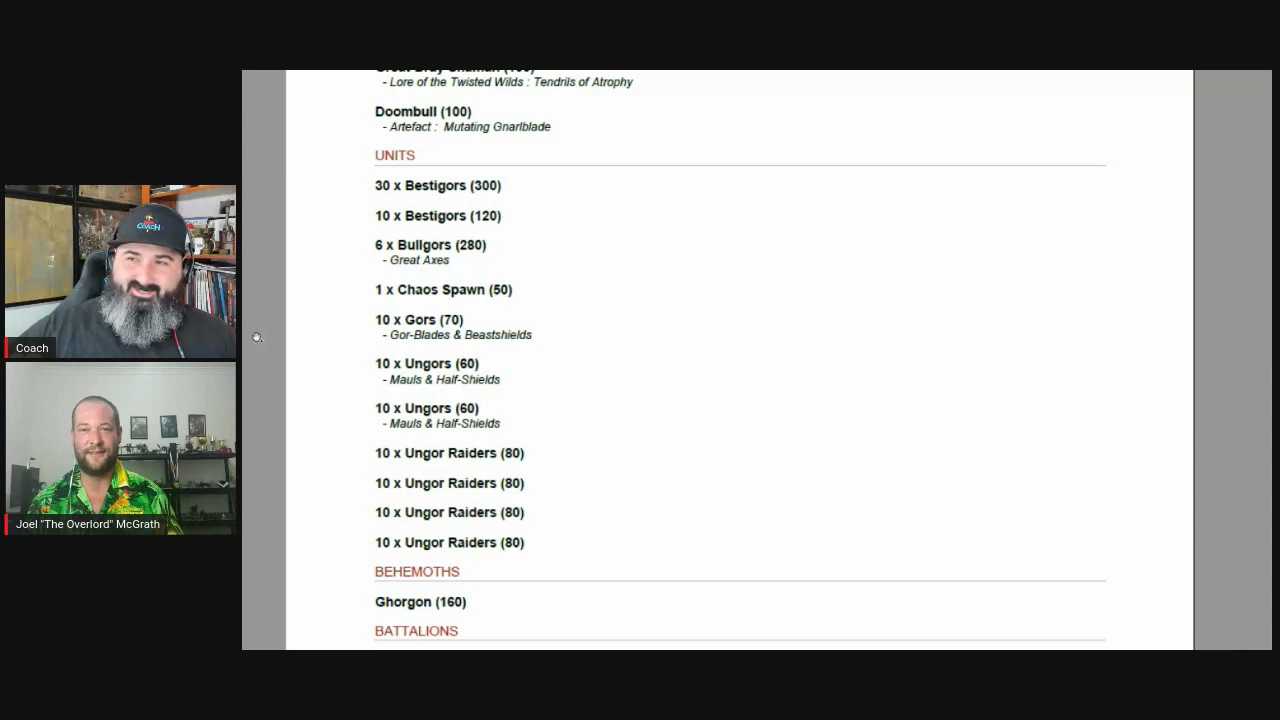 - Lore of the Twisted Wilds : Tendrils of Atrophy
Doombull (100)
- Artefact : Mutating Gnarlblade
UNITS
30 x Bestigors (300)
10 x Bestigors (120)
6 x Bullgors (280)
- Great Axes
1 x Chaos Spawn (50)
10 x Gors (70)
- Gor-Blades & Beastshields
10 x Ungors (60)
- Mauls & Half-Shields
10 x Ungors (60)
- Mauls & Half-Shields
10 x Ungor Raiders (80)
10 x Ungor Raiders (80)
10 x Ungor Raiders (80)
10 x Ungor Raiders (80)
BEHEMOTHS
Ghorgon (160)
BATTALIONS
COACH
Coach
Joel "The Overlord" McGrath